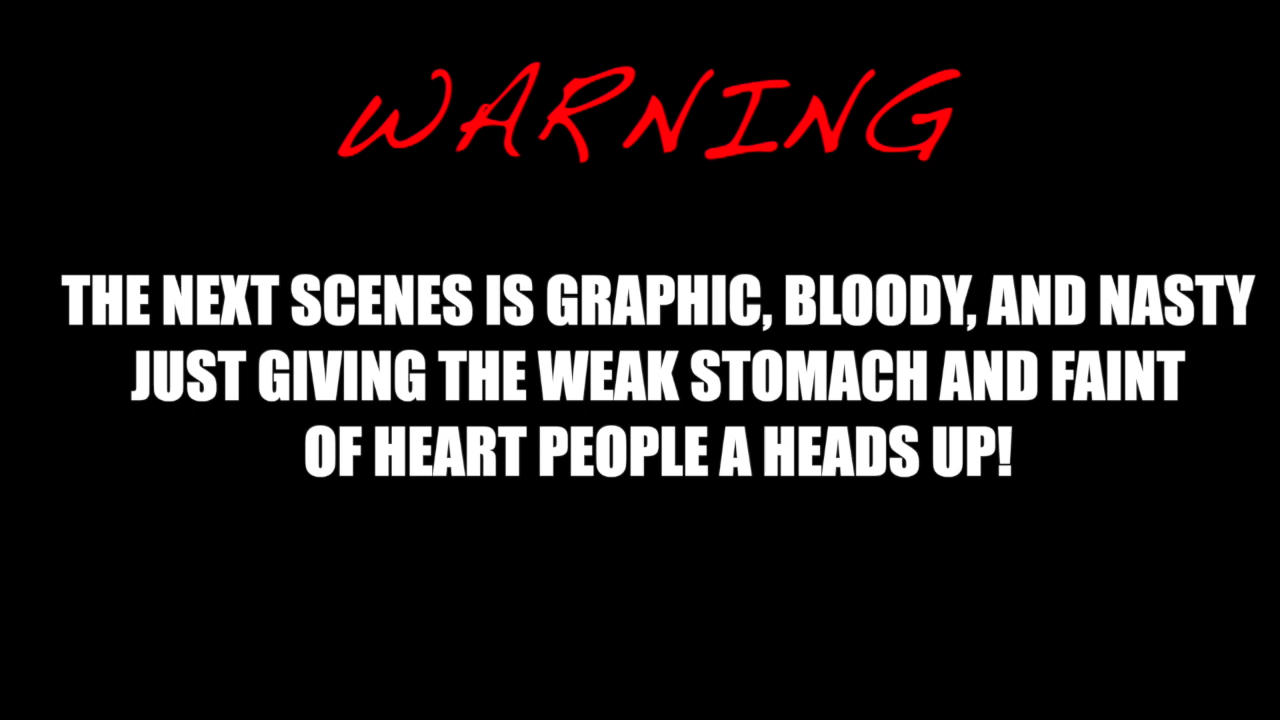 WARNING
THE NEXT SCENES IS GRAPHIC, BLOODY, AND NASTY
JUST GIVING THE WEAK STOMACH AND FAINT
OF HEART PEOPLE A HEADS UP!